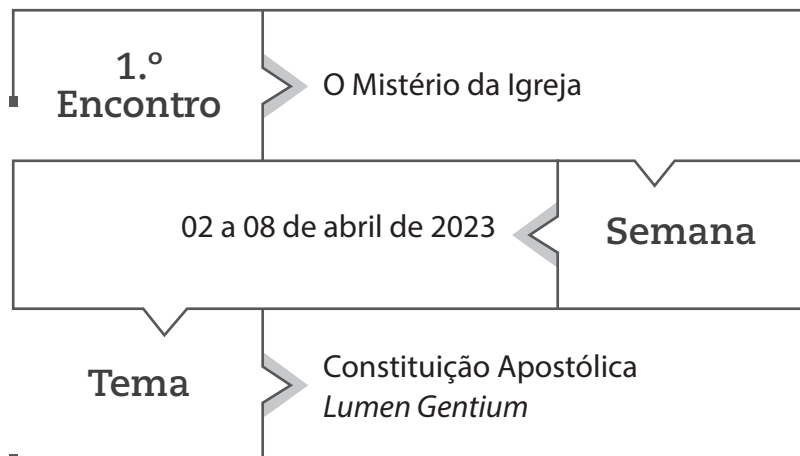 1.º
Encontro
O Mistério da Igreja
02 a 08 de abril de 2023
Semana
Tema
Constituição Apostólica
Lumen Gentium